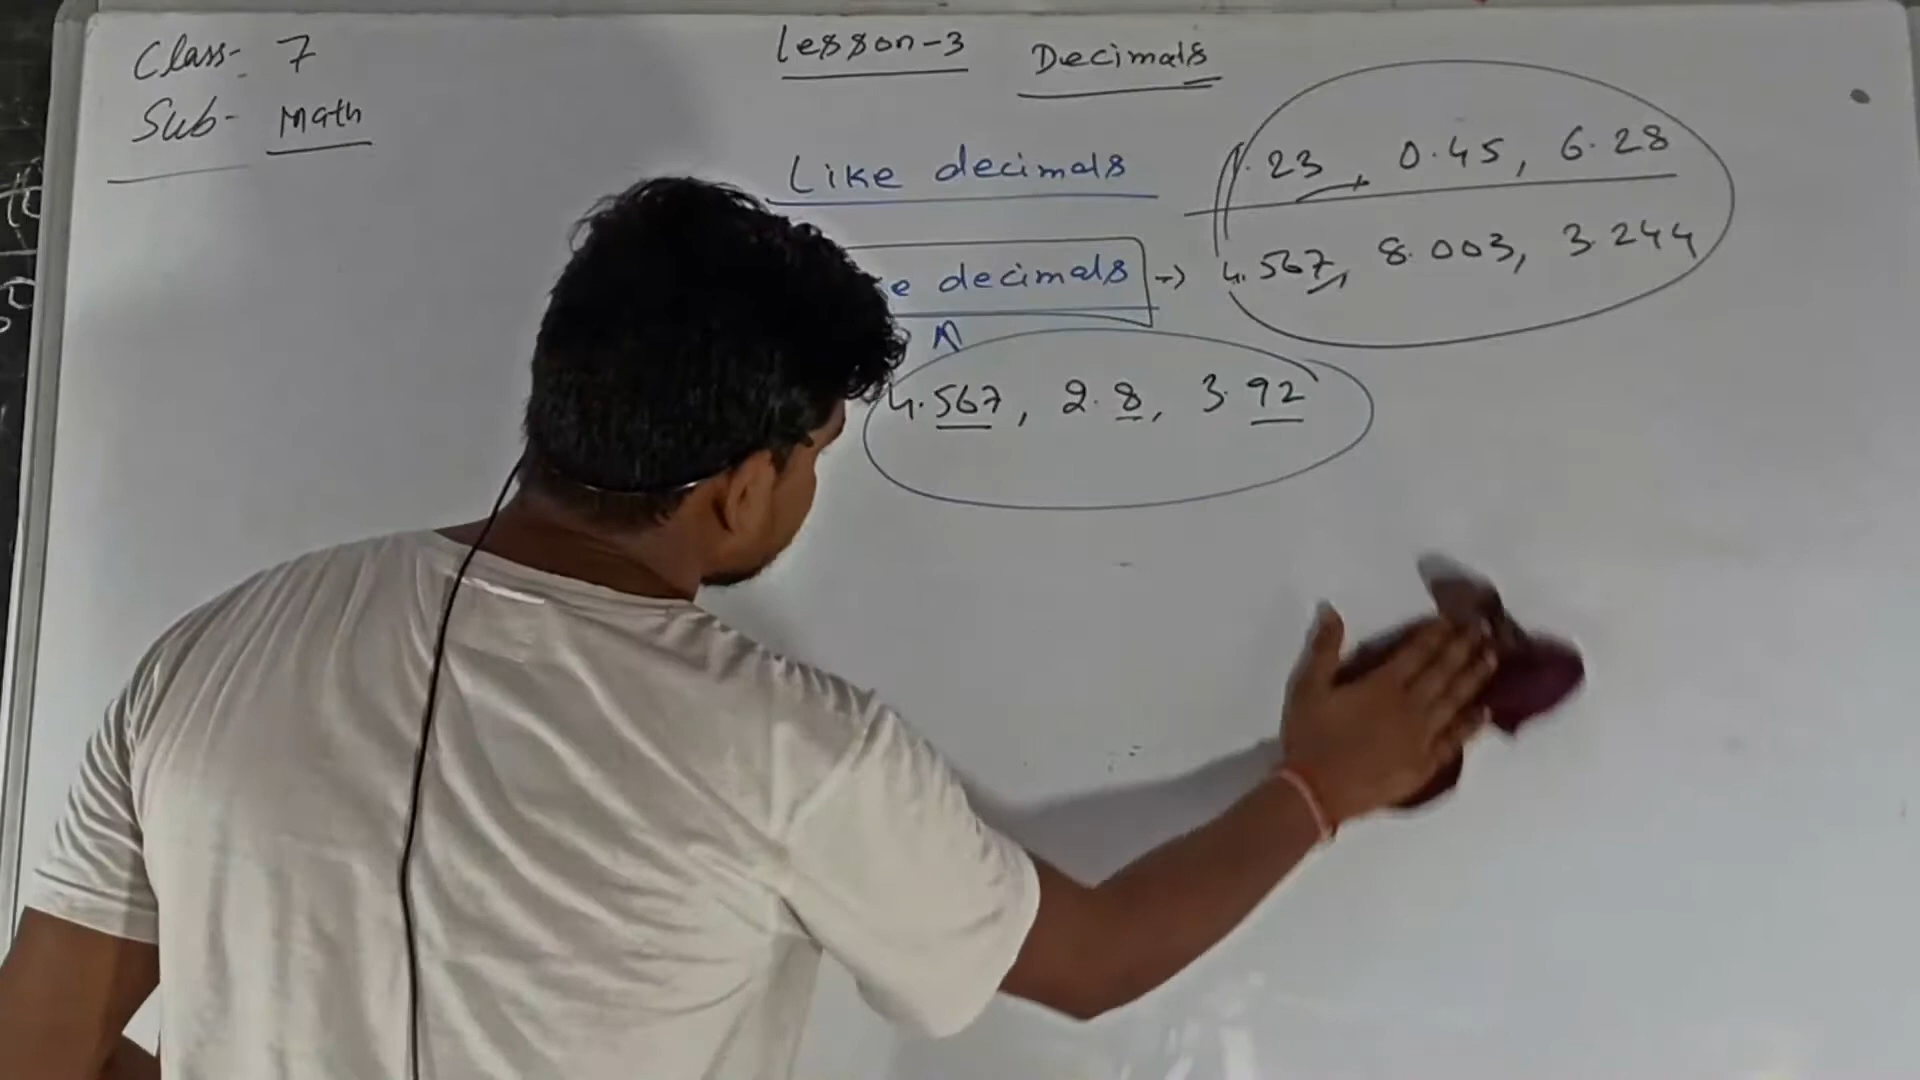 Class- 7
Sub- Math
Lesson-3 Decimals
Like decimals .23, 0.45, 6.28
decimals → 4.567, 8.003, 3.244
4.567, 2.8, 3.92